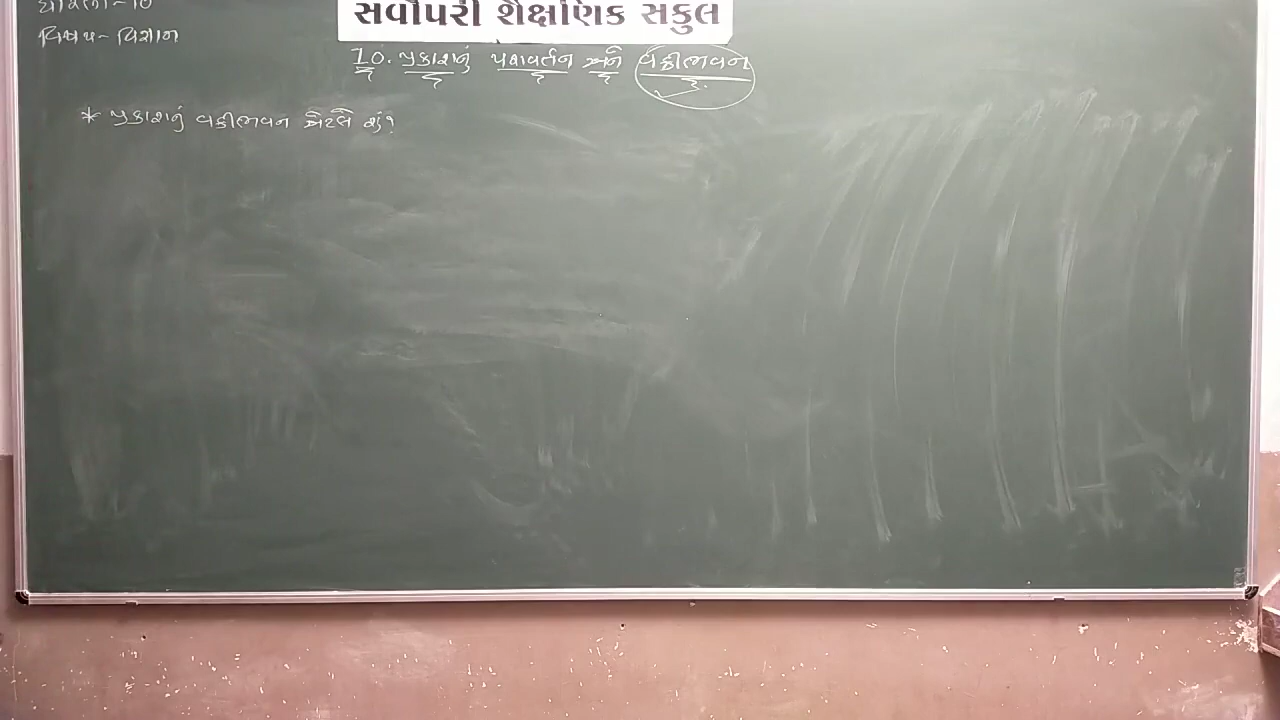 ધોરણ - 10
સર્વોપરી શૈક્ષણિક સંકુલ
વિષય - વિજ્ઞાન
10. પ્રકાશનું પરાવર્તન અને વક્રીભવન
* પ્રકાશનું વક્રીભવન એટલે શું?